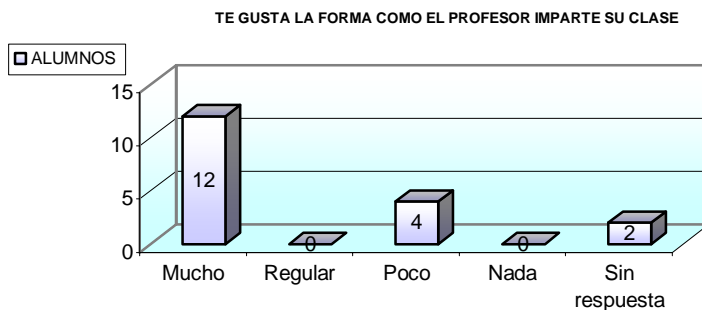 TE GUSTA LA FORMA COMO EL PROFESOR IMPARTE SU CLASE
ALUMNOS
15
10
5
0
12
0
4
0
2
Mucho
Regular
Poco
Nada
Sin
respuesta